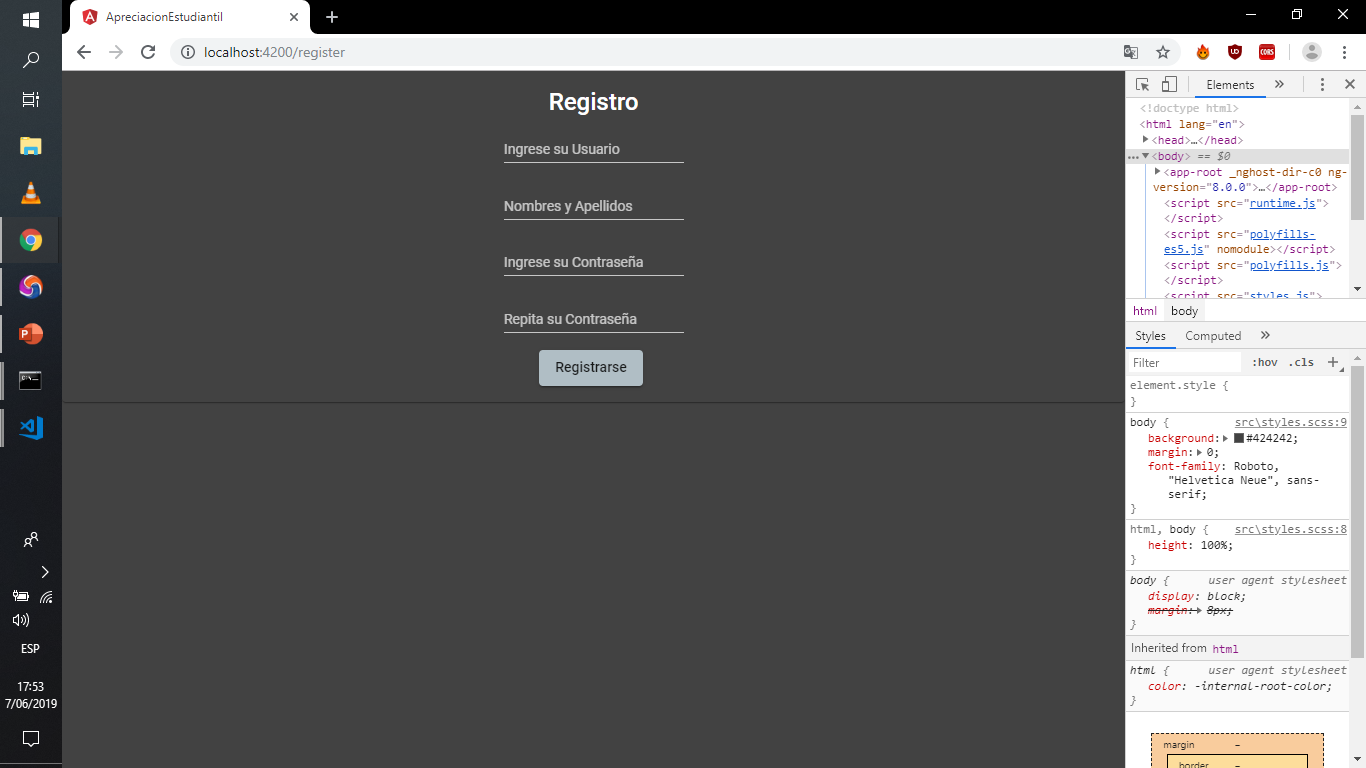 ApreciacionEstudiantil
localhost:4200/register
Registro
Ingrese su Usuario
Nombres y Apellidos
Ingrese su Contraseña
Repita su Contraseña
Registrarse
Elements
<!doctype html>
<html lang="en">
<head>…</head>
<body> == $0
<app-root _nghost-dir-c0 ng-
version="8.0.0">…</app-root>
<script src="runtime.js">
</script>
<script src="polyfills-
es5.js" nomodule></script>
<script src="polyfills.js">
</script>
<script src="styles.js">
html body
Styles Computed
Filter :hov .cls +
element.style {
}
body { src\styles.scss:9
background: #424242;
margin: 0;
font-family: Roboto,
"Helvetica Neue", sans-
serif;
}
html, body { src\styles.scss:8
height: 100%;
}
body { user agent stylesheet
display: block;
margin: 8px;
}
Inherited from html
html { user agent stylesheet
color: -internal-root-color;
}
margin –
border –
CORS
ESP
17:53
7/06/2019